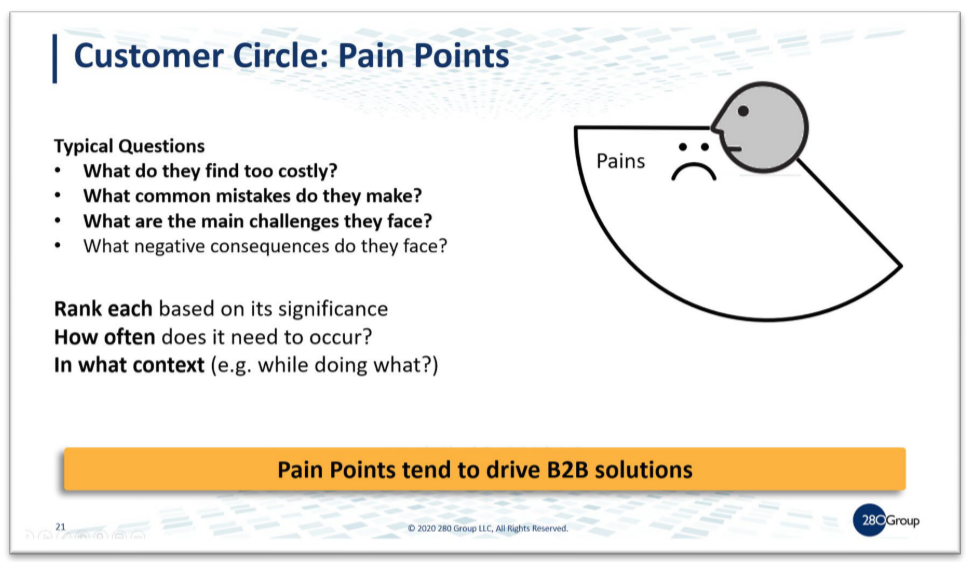 Customer Circle: Pain Points
Typical Questions
• What do they find too costly?
• What common mistakes do they make?
• What are the main challenges they face?
• What negative consequences do they face?
Pains
Rank each based on its significance
How often does it need to occur?
In what context (e.g. while doing what?)
Pain Points tend to drive B2B solutions
21
© 2020 280 Group LLC, All Rights Reserved.
280Group